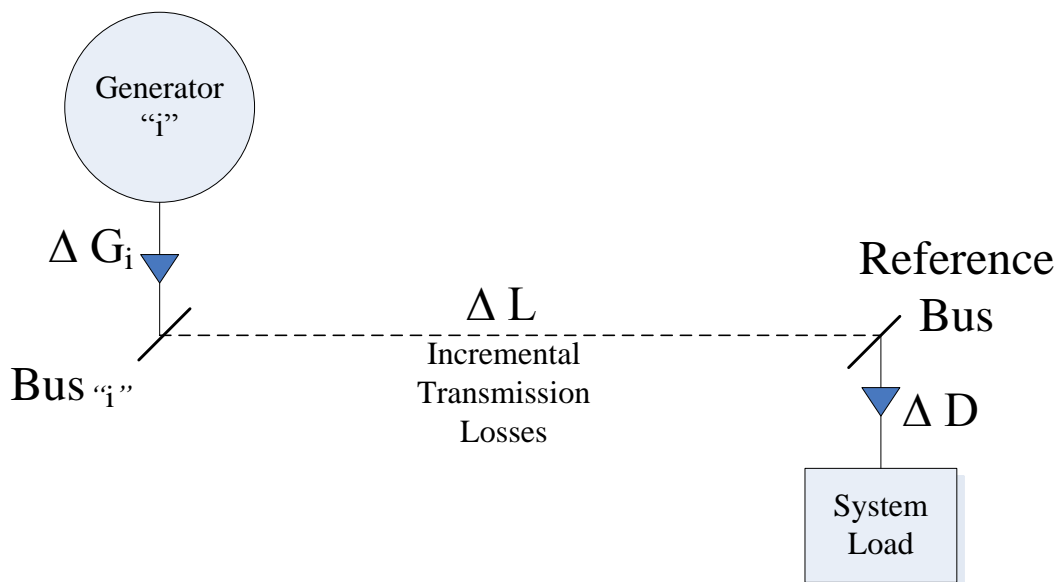 Generator
“i”
Δ Gi
Bus “i”
Δ L
Incremental
Transmission
Losses
Reference
Bus
Δ D
System
Load